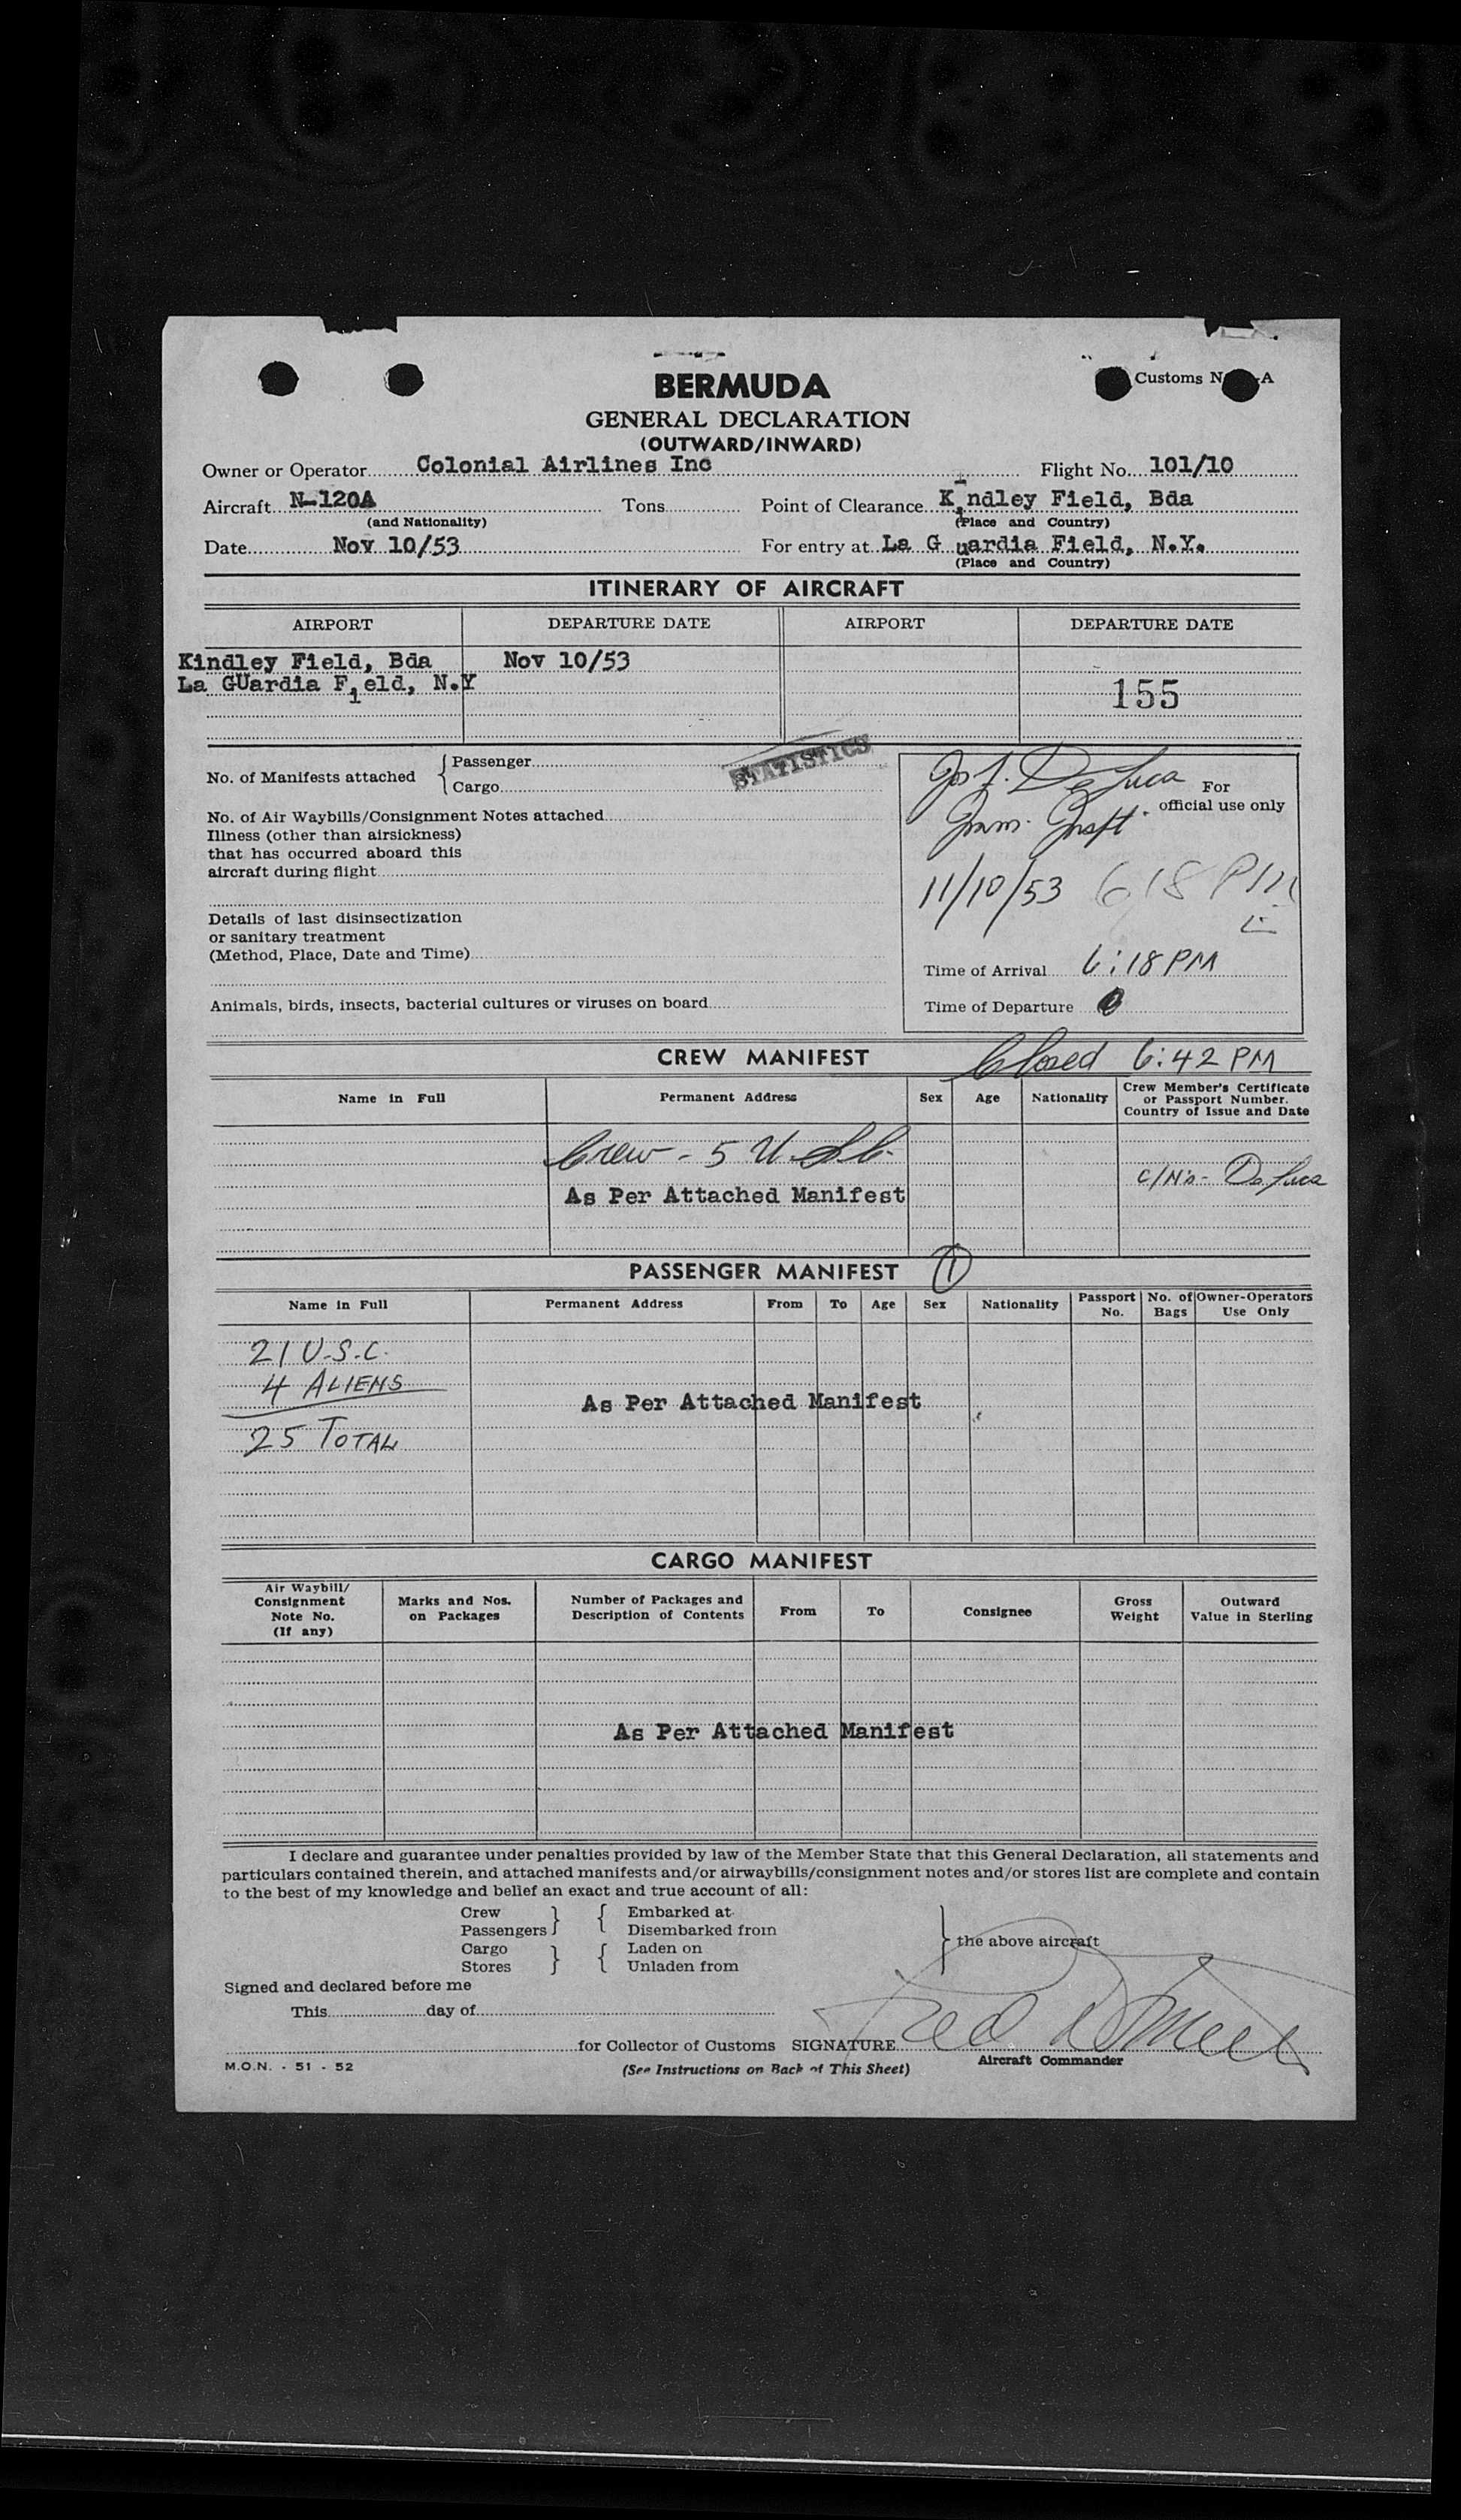 BERMUDA
Customs N A
GENERAL DECLARATION
(OUTWARD/INWARD)
Owner or Operator Colonial Airlines Inc Flight No. 101/10
Aircraft N-120A Tons Point of Clearance Kindley Field, Bda
(and Nationality) (Place and Country)
Date Nov 10/53 For entry at La Guardia Field, N.Y.
(Place and Country)
ITINERARY OF AIRCRAFT
AIRPORT DEPARTURE DATE AIRPORT DEPARTURE DATE
Kindley Field, Bda Nov 10/53
La GUardia Field, N.Y
155
STATISTICS
No. of Manifests attached { Passenger
Cargo
No. of Air Waybills/Consignment Notes attached
Illness (other than airsickness)
that has occurred aboard this
aircraft during flight
Details of last disinsectization
or sanitary treatment
(Method, Place, Date and Time)
Animals, birds, insects, bacterial cultures or viruses on board
Jos. F. De Luca For
official use only
Imm. Inspt.
11/10/53 618 PM
Time of Arrival 6:18 PM
Time of Departure
Closed 6:42 PM
CREW MANIFEST
Name in Full Permanent Address Sex Age Nationality Crew Member's Certificate
or Passport Number.
Country of Issue and Date
Crew - 5 U.S.C.
De Luca
As Per Attached Manifest
PASSENGER MANIFEST 1
Name in Full Permanent Address From To Age Sex Nationality Passport No. No. of Bags Owner-Operators Use Only
21 U.S.C.
4 ALIENS
As Per Attached Manifest
25 TOTAL
CARGO MANIFEST
Air Waybill/ Consignment Note No. (If any) Marks and Nos. on Packages Number of Packages and Description of Contents From To Consignee Gross Weight Outward Value in Sterling
As Per Attached Manifest
I declare and guarantee under penalties provided by law of the Member State that this General Declaration, all statements and
particulars contained therein, and attached manifests and/or airwaybills/consignment notes and/or stores list are complete and contain
to the best of my knowledge and belief an exact and true account of all:
Crew } { Embarked at
Passengers Disembarked from
Cargo } { Laden on } the above aircraft
Stores Unladen from
Signed and declared before me
This day of
for Collector of Customs SIGNATURE
Aircraft Commander
M.O.N. - 51 - 52
(See Instructions on Back of This Sheet)